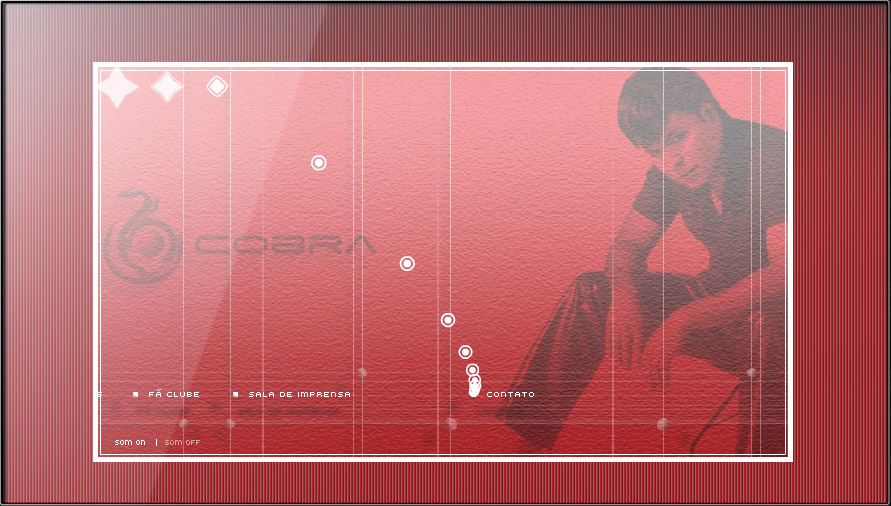 COBRA
S ▪ FÃ CLUBE ▪ SALA DE IMPRENSA CONTATO
SOM ON | SOM OFF